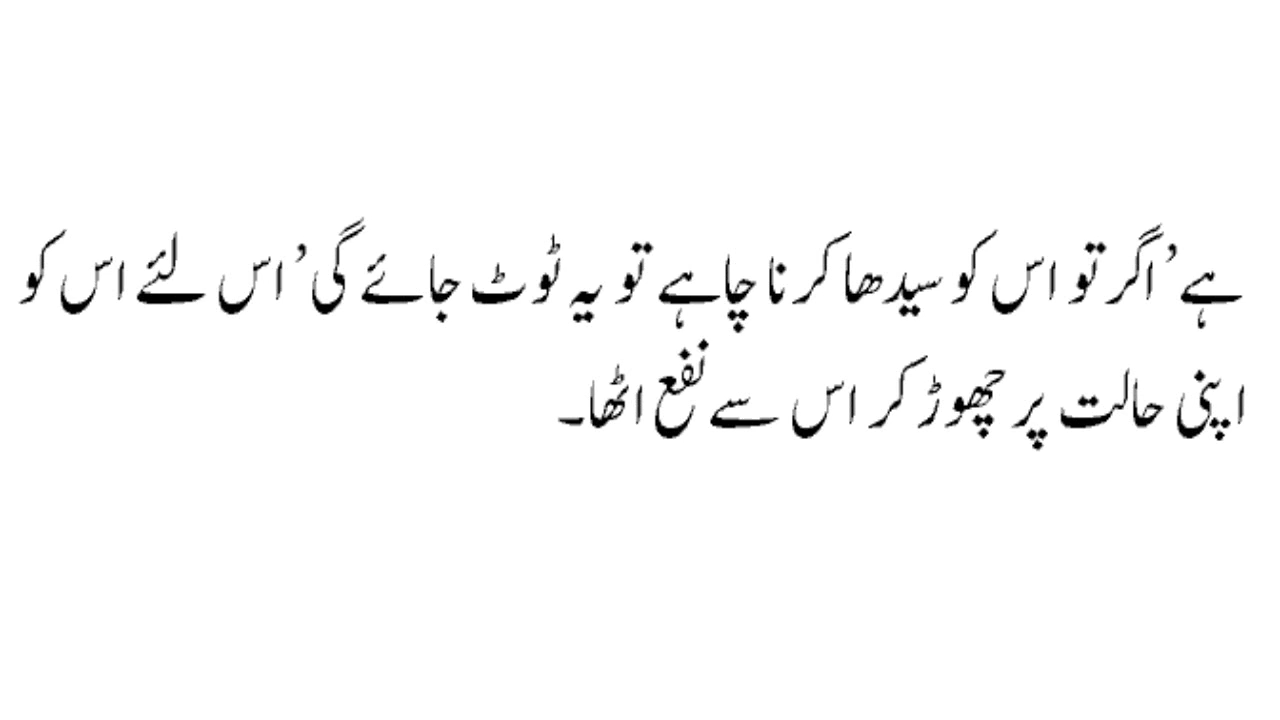 ہے’ اگر تو اس کو سیدھا کرنا چاہے تو یہ ٹوٹ جائے گی’ اس لئے اس کو
اپنی حالت پر چھوڑ کر اس سے نفع اٹھا۔